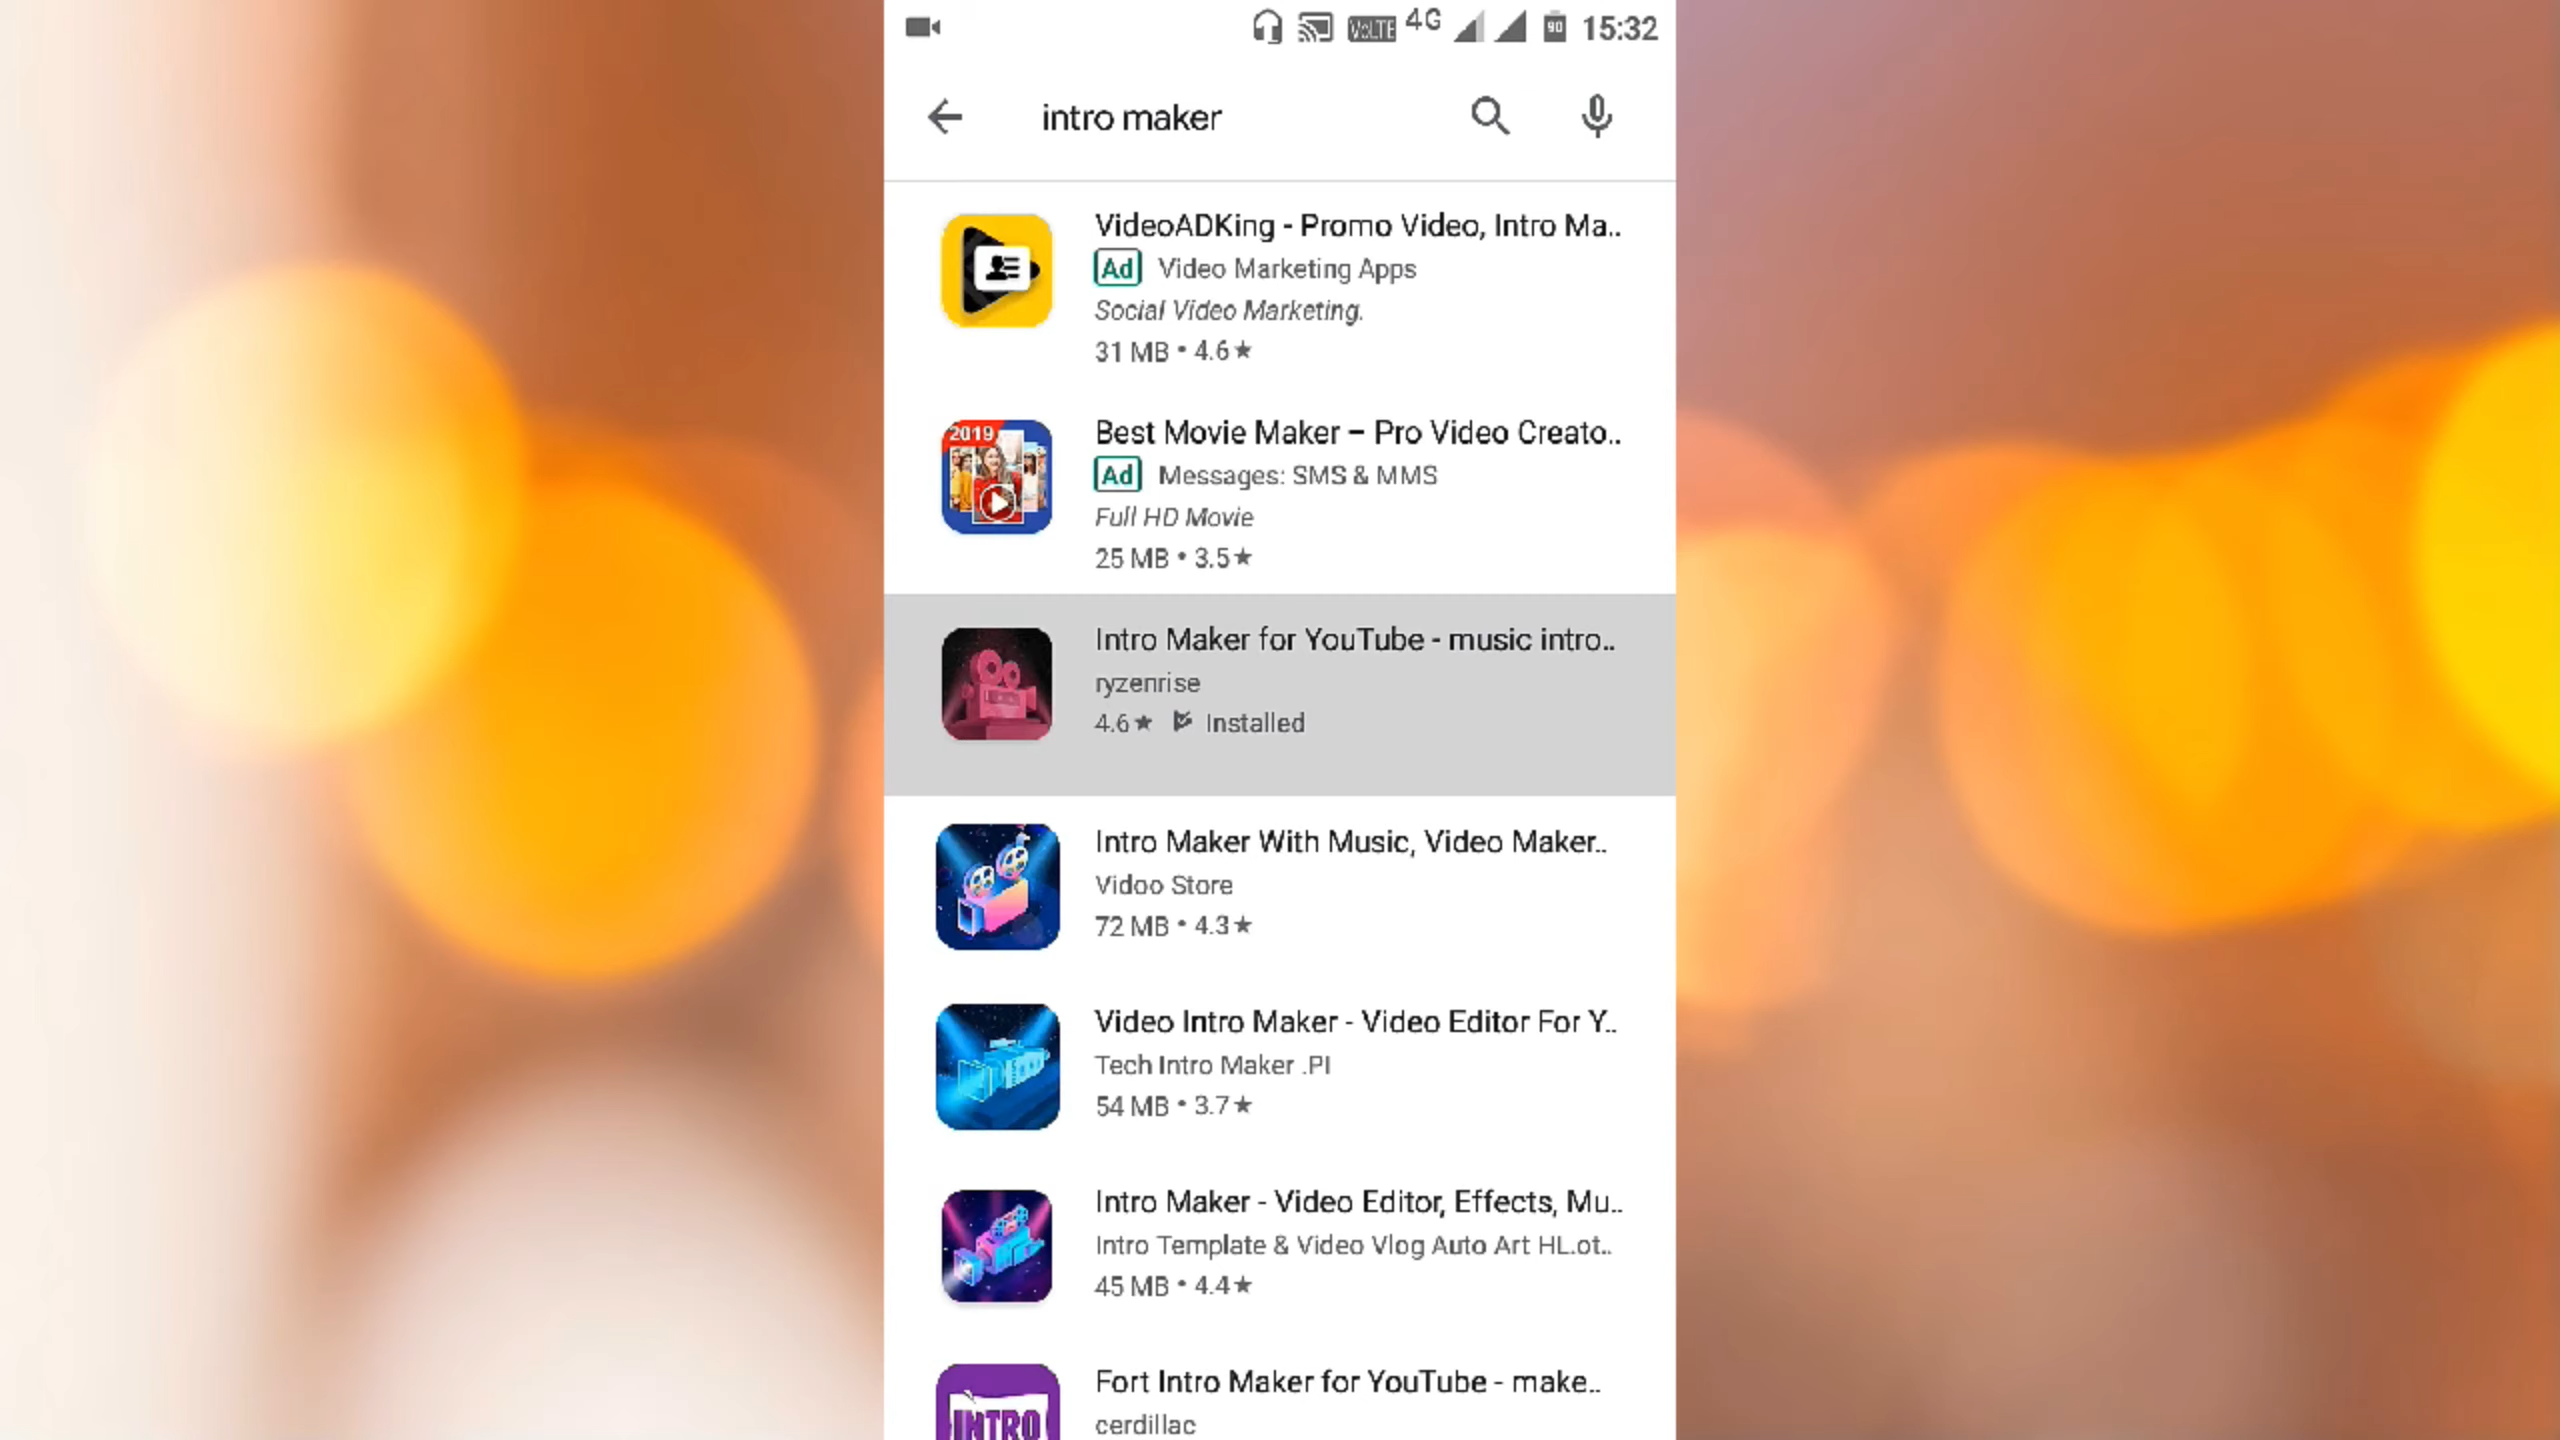 VoLTE 4G 90 15:32
intro maker
VideoADKing - Promo Video, Intro Ma..
Ad Video Marketing Apps
Social Video Marketing.
31 MB • 4.6★
2019
Best Movie Maker – Pro Video Creato..
Ad Messages: SMS & MMS
Full HD Movie
25 MB • 3.5★
Intro Maker for YouTube - music intro..
ryzenrise
4.6★ Installed
Intro Maker With Music, Video Maker..
Vidoo Store
72 MB • 4.3★
Video Intro Maker - Video Editor For Y..
Tech Intro Maker .PI
54 MB • 3.7★
Intro Maker - Video Editor, Effects, Mu..
Intro Template & Video Vlog Auto Art HL.ot..
45 MB • 4.4★
INTRO
Fort Intro Maker for YouTube - make..
cerdillac